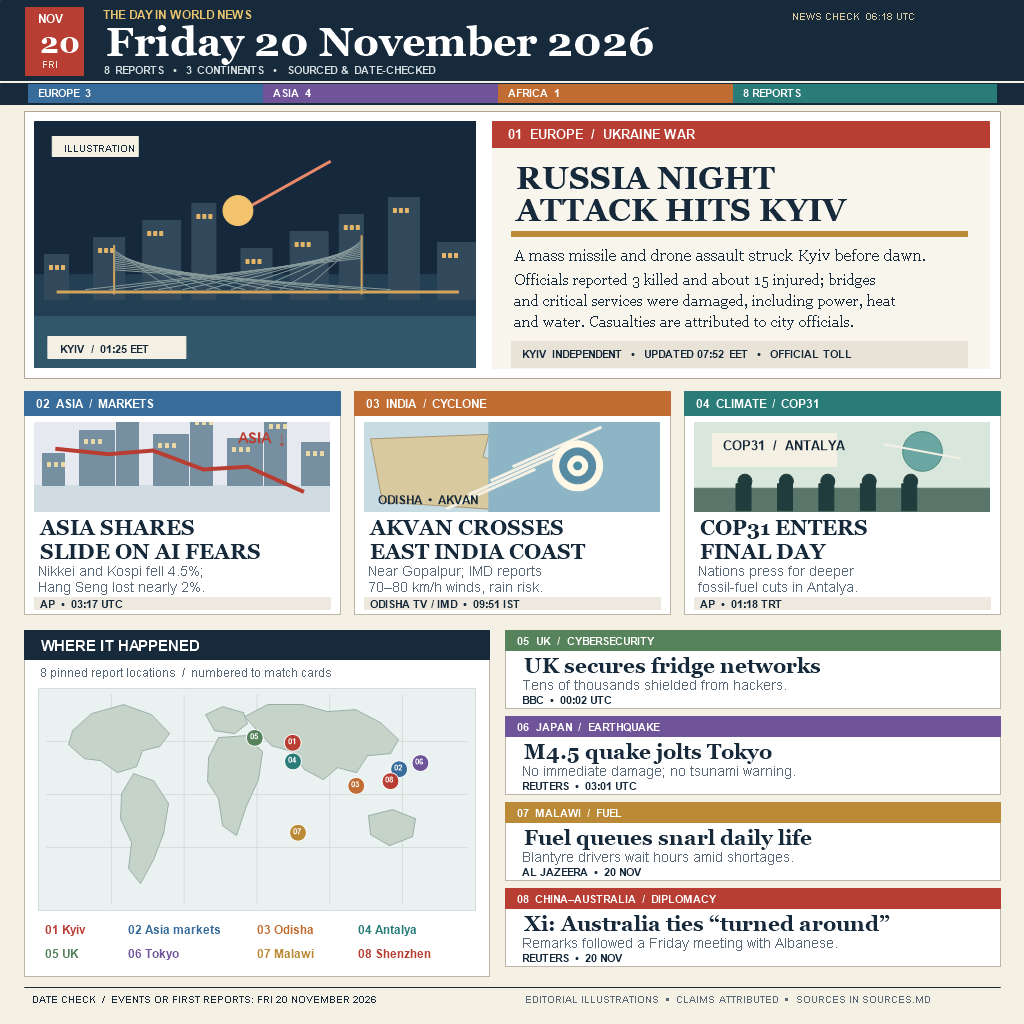 NOV
20
FRI
THE DAY IN WORLD NEWS
Friday 20 November 2026
8 REPORTS • 3 CONTINENTS • SOURCED & DATE-CHECKED
NEWS CHECK 06:18 UTC
EUROPE 3
ASIA 4
AFRICA 1
8 REPORTS
ILLUSTRATION
KYIV / 01:25 EET
01 EUROPE / UKRAINE WAR
RUSSIA NIGHT
ATTACK HITS KYIV
A mass missile and drone assault struck Kyiv before dawn.
Officials reported 3 killed and about 15 injured; bridges
and critical services were damaged, including power, heat
and water. Casualties are attributed to city officials.
KYIV INDEPENDENT • UPDATED 07:52 EET • OFFICIAL TOLL
02 ASIA / MARKETS
ASIA ↓
ASIA SHARES
SLIDE ON AI FEARS
Nikkei and Kospi fell 4.5%;
Hang Seng lost nearly 2%.
AP • 03:17 UTC
03 INDIA / CYCLONE
ODISHA • AKVAN
AKVAN CROSSES
EAST INDIA COAST
Near Gopalpur; IMD reports
70–80 km/h winds, rain risk.
ODISHA TV / IMD • 09:51 IST
04 CLIMATE / COP31
COP31 / ANTALYA
COP31 ENTERS
FINAL DAY
Nations press for deeper
fossil-fuel cuts in Antalya.
AP • 01:18 TRT
WHERE IT HAPPENED
8 pinned report locations / numbered to match cards
05
01
04
02
06
08
03
07
01 Kyiv
02 Asia markets
03 Odisha
04 Antalya
05 UK
06 Tokyo
07 Malawi
08 Shenzhen
05 UK / CYBERSECURITY
UK secures fridge networks
Tens of thousands shielded from hackers.
BBC • 00:02 UTC
06 JAPAN / EARTHQUAKE
M4.5 quake jolts Tokyo
No immediate damage; no tsunami warning.
REUTERS • 03:01 UTC
07 MALAWI / FUEL
Fuel queues snarl daily life
Blantyre drivers wait hours amid shortages.
AL JAZEERA • 20 NOV
08 CHINA–AUSTRALIA / DIPLOMACY
Xi: Australia ties “turned around”
Remarks followed a Friday meeting with Albanese.
REUTERS • 20 NOV
DATE CHECK / EVENTS OR FIRST REPORTS: FRI 20 NOVEMBER 2026
EDITORIAL ILLUSTRATIONS • CLAIMS ATTRIBUTED • SOURCES IN SOURCES.MD